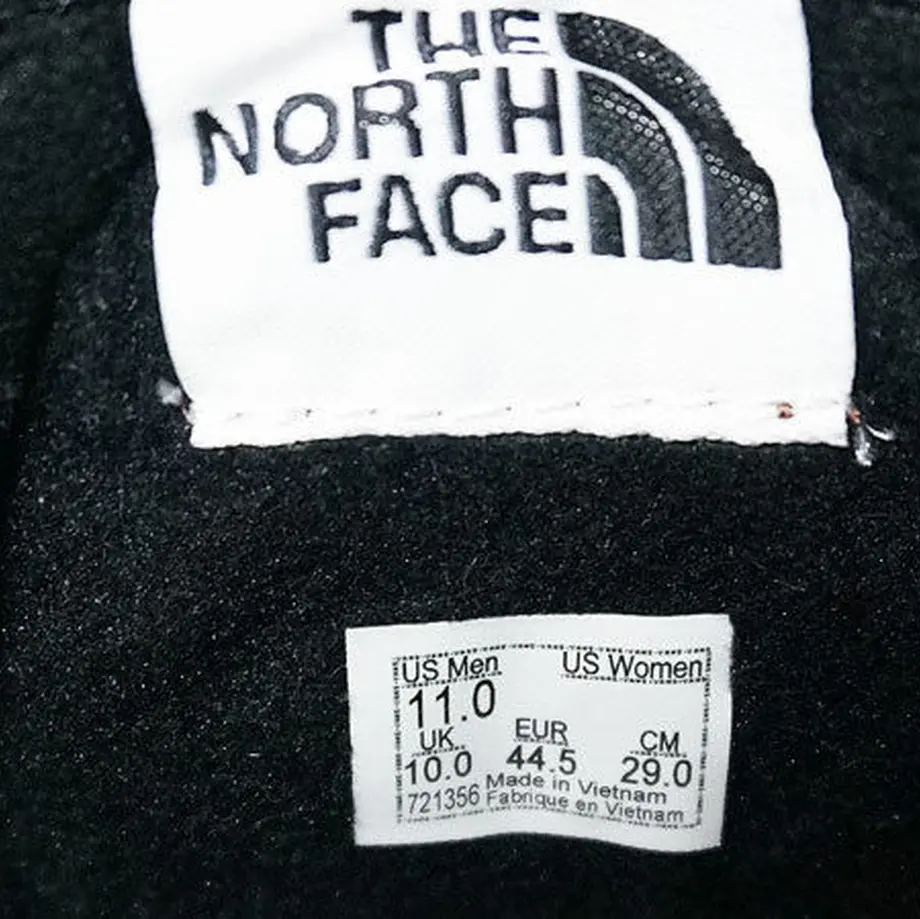 THE
NORTH
FACE
US Men US Women
11.0
UK EUR CM
10.0 44.5 29.0
721356 Made in Vietnam
Fabrique en Vietnam